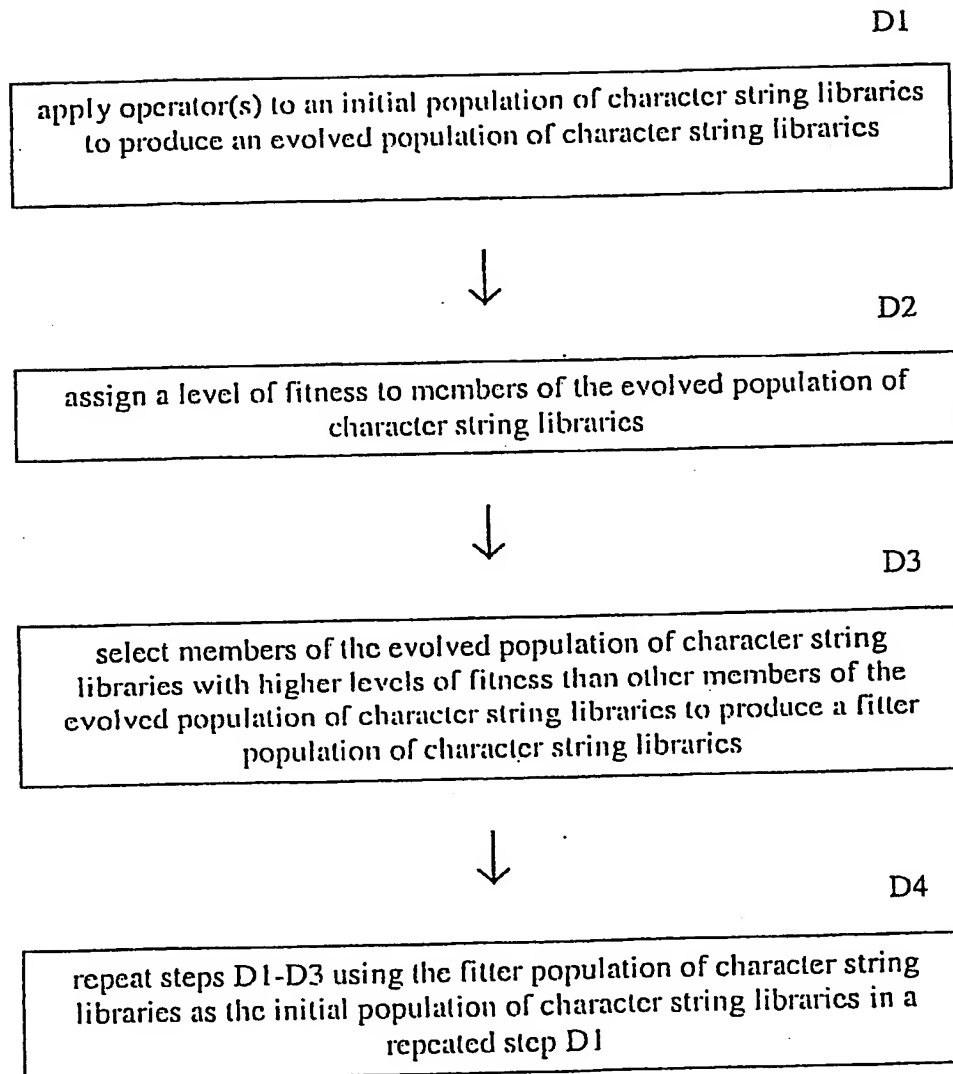 D1
apply operator(s) to an initial population of character string libraries
to produce an evolved population of character string libraries
D2
assign a level of fitness to members of the evolved population of
character string libraries
D3
select members of the evolved population of character string
libraries with higher levels of fitness than other members of the
evolved population of character string libraries to produce a fitter
population of character string libraries
D4
repeat steps D1-D3 using the fitter population of character string
libraries as the initial population of character string libraries in a
repeated step D1